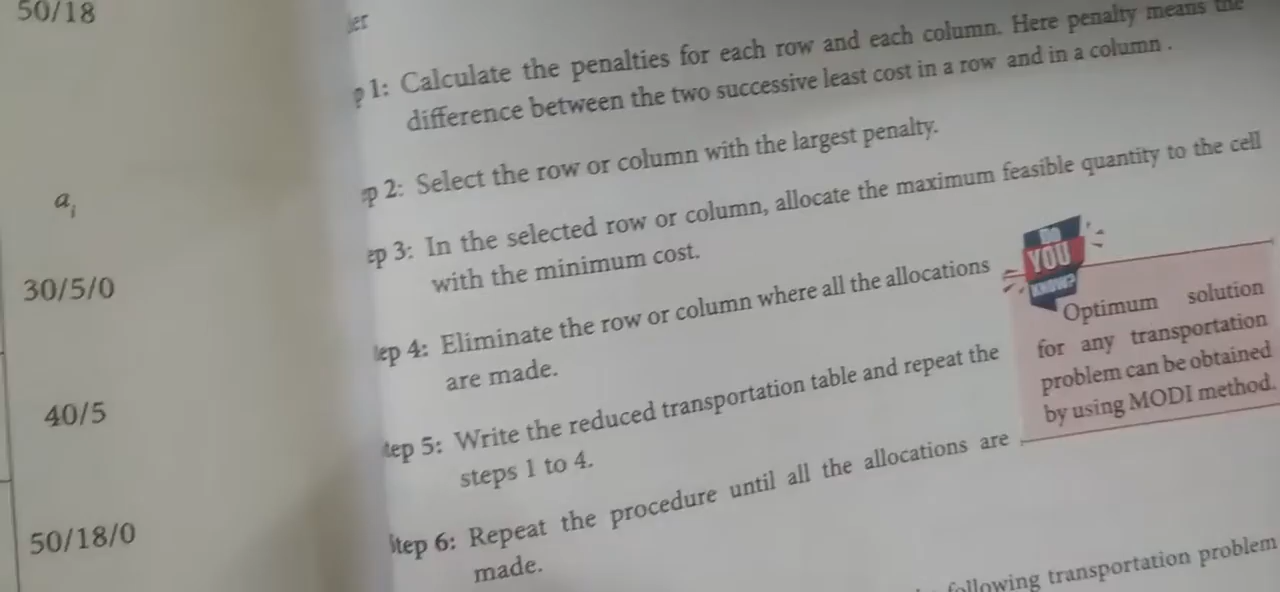 50/18
a_i
30/5/0
40/5
50/18/0
1: Calculate the penalties for each row and each column. Here penalty means the
difference between the two successive least cost in a row and in a column .
2: Select the row or column with the largest penalty.
ep 3: In the selected row or column, allocate the maximum feasible quantity to the cell
with the minimum cost.
ep 4: Eliminate the row or column where all the allocations
are made.
tep 5: Write the reduced transportation table and repeat the
steps 1 to 4.
Step 6: Repeat the procedure until all the allocations are
made.
DO
YOU
KNOW?
Optimum solution
for any transportation
problem can be obtained
by using MODI method.
following transportation problem